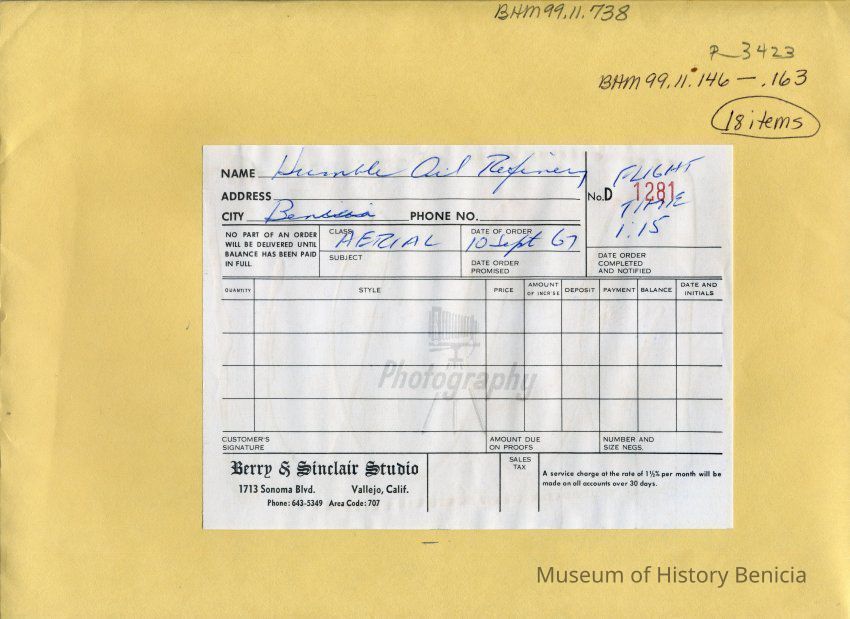 BHM99.11.738
R-3423
BHM99.11.146 - .163
18 items
NAME Humble Oil Refinery
ADDRESS
CITY Benicia PHONE NO.
No. D 1281
FLIGHT
TIME
1.15
NO PART OF AN ORDER
WILL BE DELIVERED UNTIL
BALANCE HAS BEEN PAID
IN FULL
CLASS
AERIAL
SUBJECT
DATE OF ORDER
10 Sept 67
DATE ORDER
PROMISED
DATE ORDER
COMPLETED
AND NOTIFIED
QUANTITY STYLE PRICE AMOUNT OF INCR'SE DEPOSIT PAYMENT BALANCE DATE AND INITIALS
Photography
CUSTOMER'S
SIGNATURE
AMOUNT DUE
ON PROOFS
NUMBER AND
SIZE NEGS.
Berry & Sinclair Studio
1713 Sonoma Blvd. Vallejo, Calif.
Phone: 643-5349 Area Code: 707
SALES
TAX
A service charge at the rate of 1½% per month will be
made on all accounts over 30 days.
Museum of History Benicia